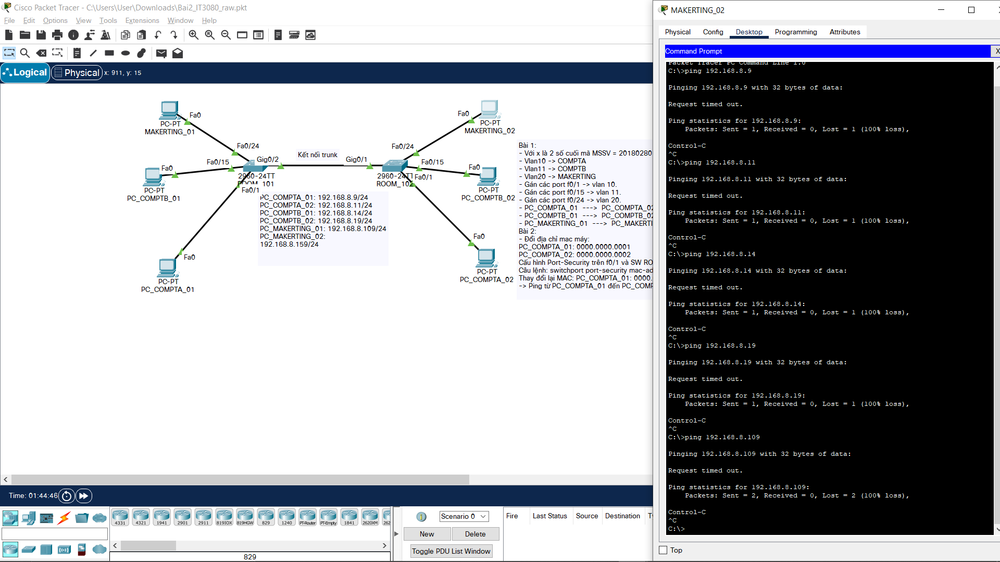 Cisco Packet Tracer - C:\Users\User\Downloads\Bai2_IT3080_raw.pkt
File Edit Options View Tools Extensions Window Help
Logical Physical x: 911, y: 15
Fa0
PC-PT
MAKERTING_01
Fa0/24
Fa0/15
Fa0
PC-PT
PC_COMPTB_01
Gig0/2
2960-24TT
ROOM_101
Fa0/1
Fa0
PC-PT
PC_COMPTA_01
Kết nối trunk
Gig0/1
Fa0
PC-PT
MAKERTING_02
Fa0/24
Fa0/15
2960-24TT
ROOM_102
Fa0/1
Fa0
PC-PT
PC_COMPTB_02
Fa0
PC-PT
PC_COMPTA_02
PC_COMPTA_01: 192.168.8.9/24
PC_COMPTA_02: 192.168.8.11/24
PC_COMPTB_01: 192.168.8.14/24
PC_COMPTB_02: 192.168.8.19/24
PC_MAKERTING_01: 192.168.8.109/24
PC_MAKERTING_02:
192.168.8.159/24
Bài 1:
- Với x là 2 số cuối mã MSSV = 20180280
- Vlan10 -> COMPTA
- Vlan11 -> COMPTB
- Vlan20 -> MAKERTING
- Gán các port f0/1 -> vlan 10.
- Gán các port f0/15 -> vlan 11.
- Gán các port f0/24 -> vlan 20.
- PC_COMPTA_01 ---> PC_COMPTA_02
- PC_COMPTB_01 ---> PC_COMPTB_02
- PC_MAKERTING_01 ---> PC_MAKERTI
Bài 2:
- Đổi địa chỉ mac máy:
PC_COMPTA_01: 0000.0000.0001
PC_COMPTA_02: 0000.0000.0002
Cấu hình Port-Security trên f0/1 và SW RO
Câu lệnh: switchport port-security mac-ad
Thay đổi lại MAC: PC_COMPTA_01: 0000.
-> Ping từ PC_COMPTA_01 đến PC_COMP
Time: 01:44:46
4331 4321 1941 2901 2911 819IOX 819HGW 829 1240 PT-Router PT-Empty 1841 2620XM 262
829
Scenario 0
New Delete
Toggle PDU List Window
Fire Last Status Source Destination Ty
MAKERTING_02
Physical Config Desktop Programming Attributes
Command Prompt X
Packet Tracer PC Command Line 1.0
C:\>ping 192.168.8.9
Pinging 192.168.8.9 with 32 bytes of data:
Request timed out.
Ping statistics for 192.168.8.9:
Packets: Sent = 1, Received = 0, Lost = 1 (100% loss),
Control-C
^C
C:\>ping 192.168.8.11
Pinging 192.168.8.11 with 32 bytes of data:
Request timed out.
Ping statistics for 192.168.8.11:
Packets: Sent = 1, Received = 0, Lost = 1 (100% loss),
Control-C
^C
C:\>ping 192.168.8.14
Pinging 192.168.8.14 with 32 bytes of data:
Request timed out.
Ping statistics for 192.168.8.14:
Packets: Sent = 1, Received = 0, Lost = 1 (100% loss),
Control-C
^C
C:\>ping 192.168.8.19
Pinging 192.168.8.19 with 32 bytes of data:
Request timed out.
Ping statistics for 192.168.8.19:
Packets: Sent = 1, Received = 0, Lost = 1 (100% loss),
Control-C
^C
C:\>ping 192.168.8.109
Pinging 192.168.8.109 with 32 bytes of data:
Request timed out.
Ping statistics for 192.168.8.109:
Packets: Sent = 2, Received = 0, Lost = 2 (100% loss),
Control-C
^C
C:\>
Top